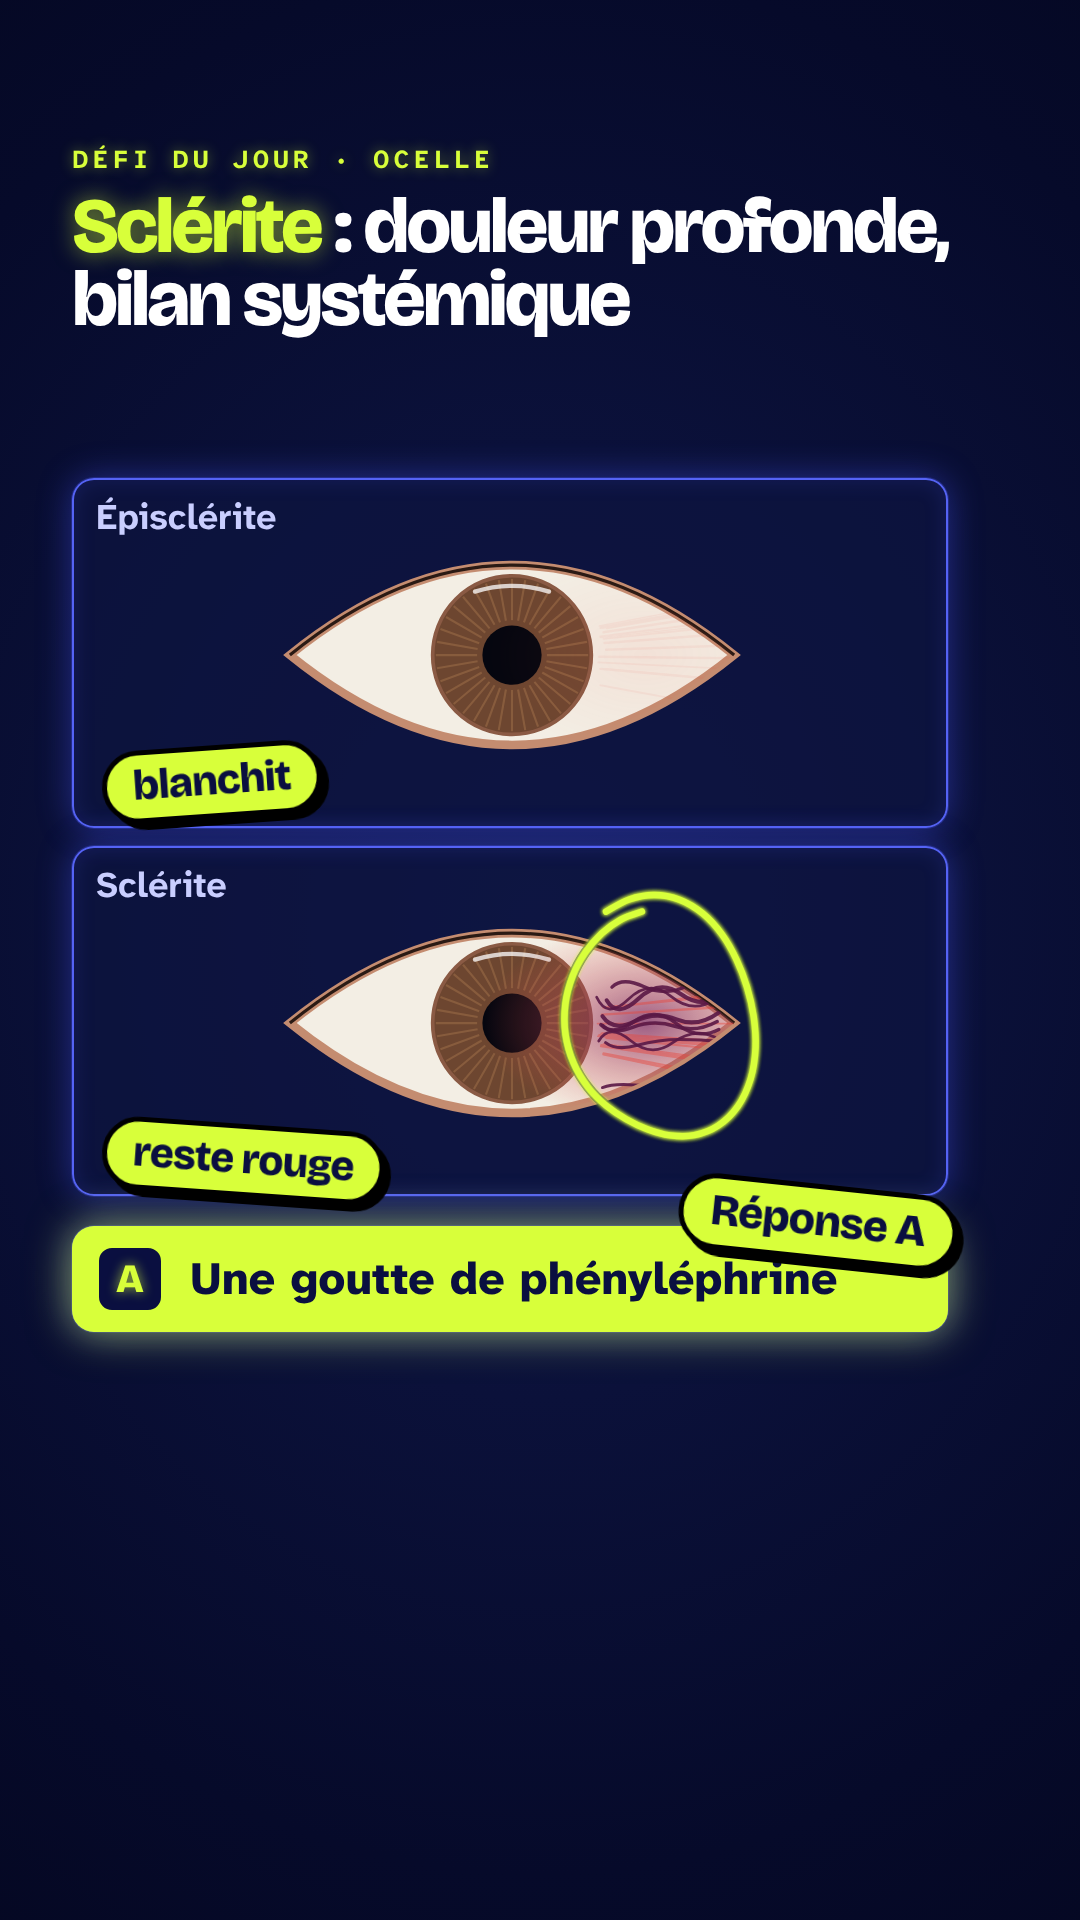 DÉFI DU JOUR · OCELLE
Sclérite : douleur profonde,
bilan systémique
Épisclérite
blanchit
Sclérite
reste rouge
Réponse A
A Une goutte de phényléphrine